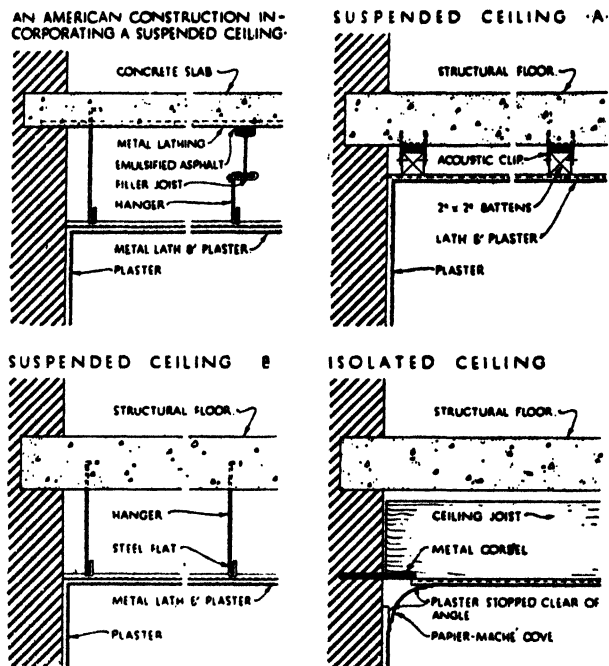 AN AMERICAN CONSTRUCTION IN-
CORPORATING A SUSPENDED CEILING.
CONCRETE SLAB
METAL LATHING
EMULSIFIED ASPHALT
FILLER JOIST
HANGER
METAL LATH & PLASTER
PLASTER
SUSPENDED CEILING ·A·
STRUCTURAL FLOOR.
ACOUSTIC CLIP
2" x 2" BATTENS
LATH & PLASTER
PLASTER
SUSPENDED CEILING B
STRUCTURAL FLOOR.
HANGER
STEEL FLAT
METAL LATH & PLASTER
PLASTER
ISOLATED CEILING
STRUCTURAL FLOOR.
CEILING JOIST
METAL CORBEL
PLASTER STOPPED CLEAR OF
ANGLE
PAPIER-MACHÉ COVE